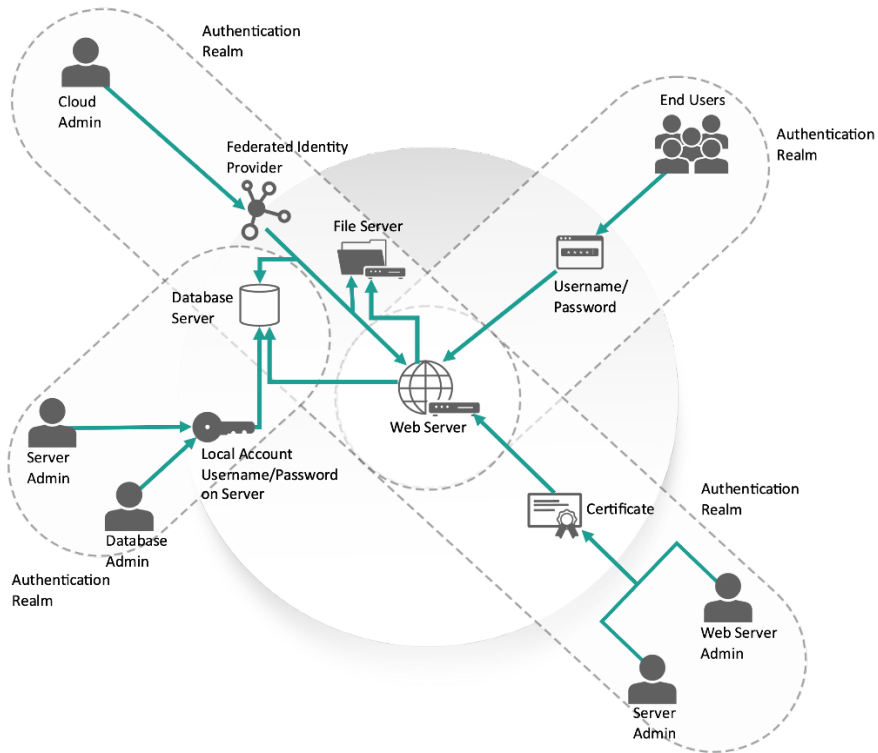 Authentication
Realm
Cloud
Admin
End Users
Authentication
Realm
Federated Identity
Provider
File Server
Database
Server
Username/
Password
Web Server
Server
Admin
Local Account
Username/Password
on Server
Database
Admin
Authentication
Realm
Certificate
Authentication
Realm
Web Server
Admin
Server
Admin